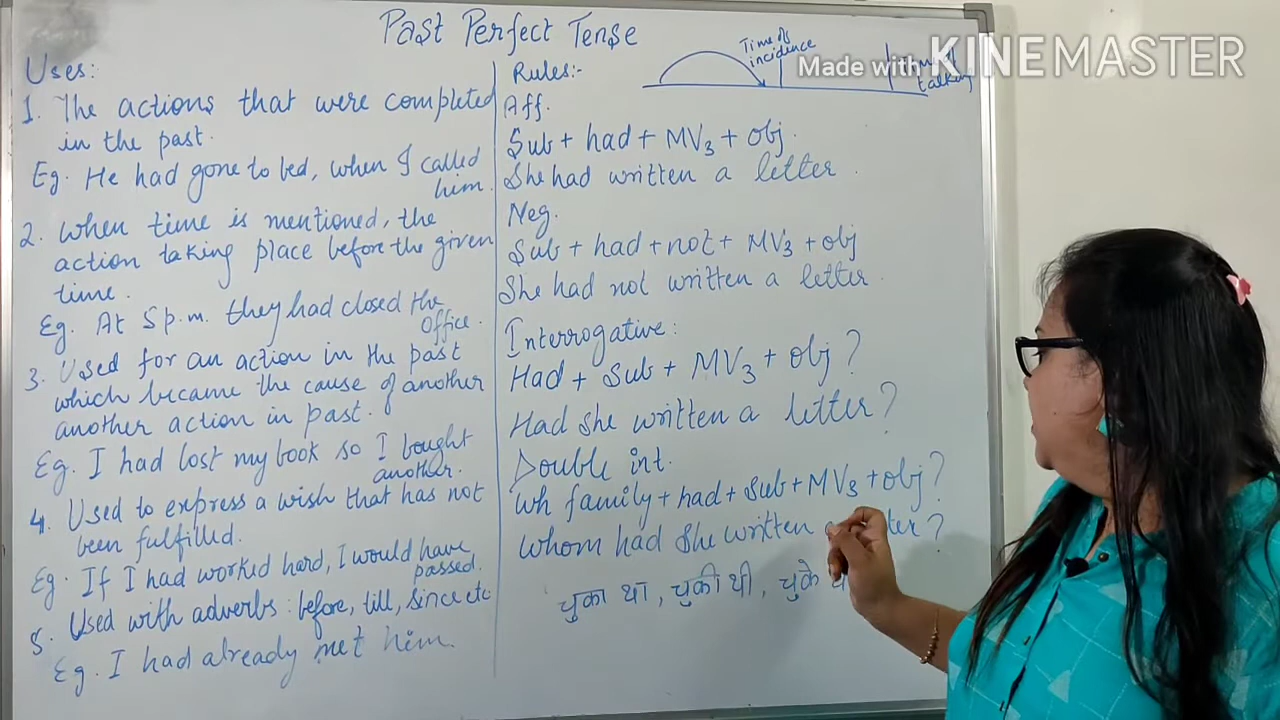 Past Perfect Tense
Uses:
1. The actions that were completed
in the past.
Eg. He had gone to bed, when I called
him.
2. When time is mentioned, the
action taking place before the given
time.
Eg. At 5 p.m. they had closed the
office.
3. Used for an action in the past
which became the cause of another
another action in past.
Eg. I had lost my book so I bought
another.
4. Used to express a wish that has not
been fulfilled.
Eg. If I had worked hard, I would have
passed.
5. Used with adverbs: before, till, since etc
Eg. I had already met him.
Rules:-
Aff.
Sub + had + MV3 + obj.
She had written a letter.
Neg.
Sub + had + not + MV3 + obj
She had not written a letter.
Interrogative:
Had + Sub + MV3 + obj?
Had she written a letter?
Double int.
Wh family + had + Sub + MV3 + obj?
Whom had she written
चुका था, चुकी थी, चुके
Time of
incidence
talking
Made with KINEMASTER